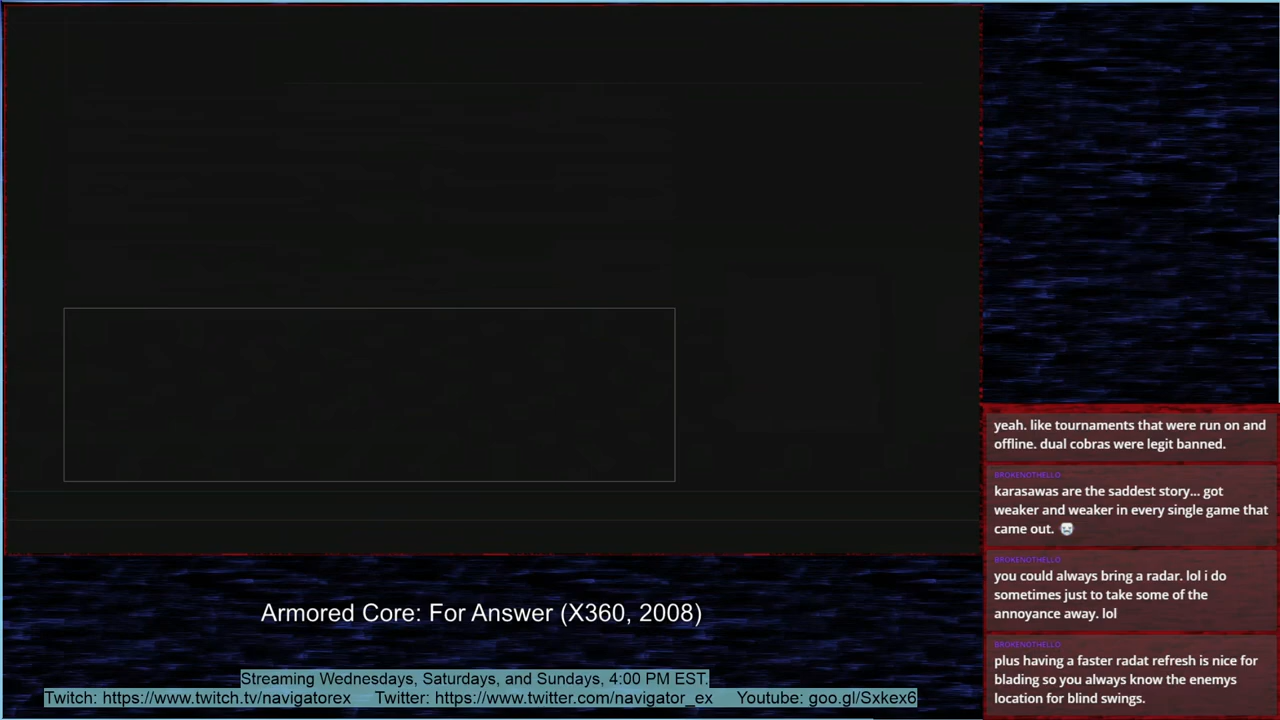 yeah. like tournaments that were run on and
offline. dual cobras were legit banned.
BROKENOTHELLO
karasawas are the saddest story... got
weaker and weaker in every single game that
came out.
BROKENOTHELLO
you could always bring a radar. lol i do
sometimes just to take some of the
annoyance away. lol
BROKENOTHELLO
plus having a faster radat refresh is nice for
blading so you always know the enemys
location for blind swings.
Armored Core: For Answer (X360, 2008)
Streaming Wednesdays, Saturdays, and Sundays, 4:00 PM EST.
Twitch: https://www.twitch.tv/navigatorex Twitter: https://www.twitter.com/navigator_ex Youtube: goo.gl/Sxkex6